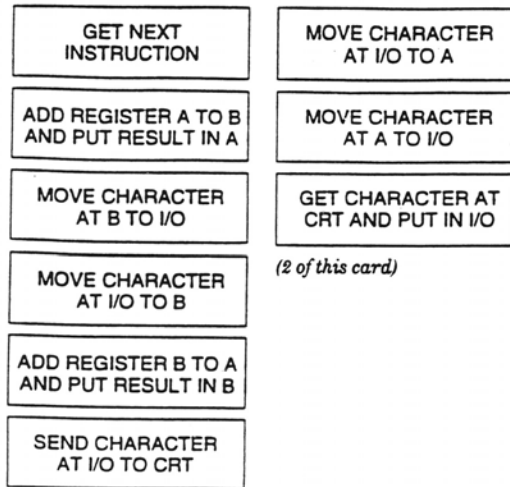 GET NEXT
INSTRUCTION
ADD REGISTER A TO B
AND PUT RESULT IN A
MOVE CHARACTER
AT B TO I/O
MOVE CHARACTER
AT I/O TO B
ADD REGISTER B TO A
AND PUT RESULT IN B
SEND CHARACTER
AT I/O TO CRT
MOVE CHARACTER
AT I/O TO A
MOVE CHARACTER
AT A TO I/O
GET CHARACTER AT
CRT AND PUT IN I/O
(2 of this card)